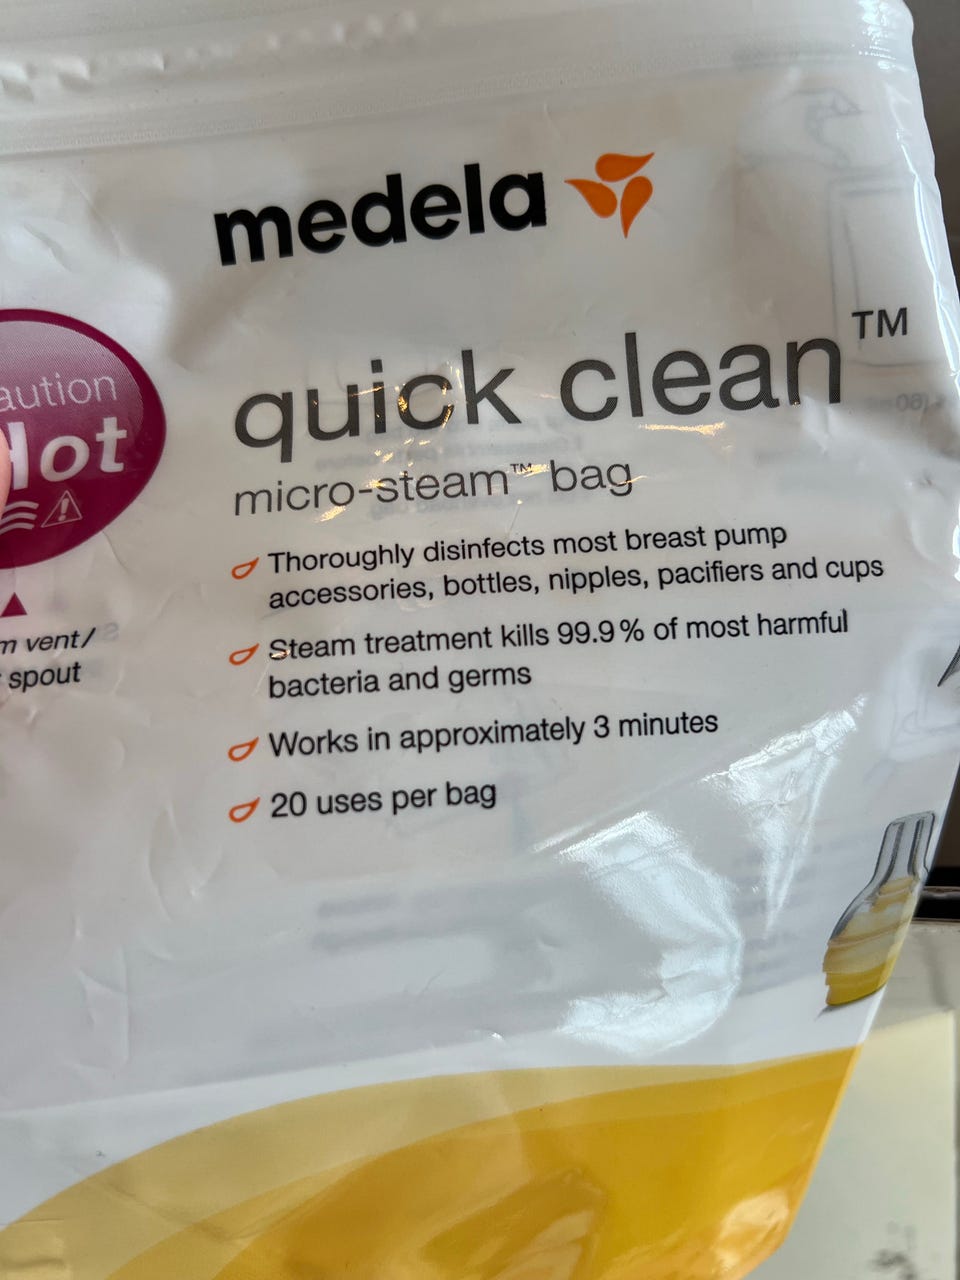 medela
quick clean™
micro-steam™ bag
Thoroughly disinfects most breast pump
accessories, bottles, nipples, pacifiers and cups
Steam treatment kills 99.9% of most harmful
bacteria and germs
Works in approximately 3 minutes
20 uses per bag
aution
Hot
vent/
spout